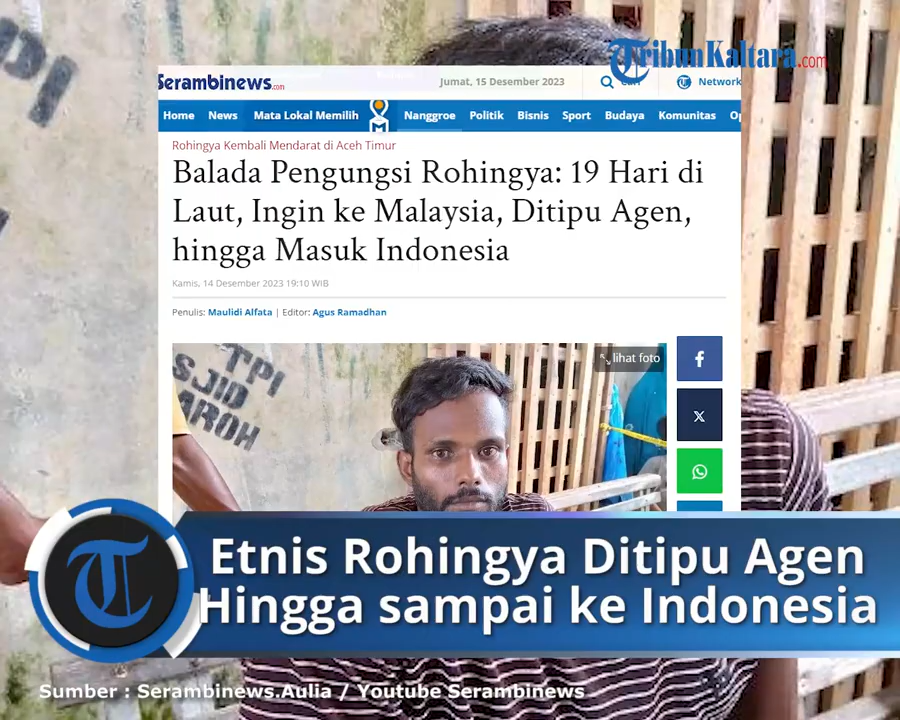 TribunKaltara.com
Serambinews.com
Jumat, 15 Desember 2023
Cari
Network
Home News Mata Lokal Memilih Nanggroe Politik Bisnis Sport Budaya Komunitas
Rohingya Kembali Mendarat di Aceh Timur
Balada Pengungsi Rohingya: 19 Hari di
Laut, Ingin ke Malaysia, Ditipu Agen,
hingga Masuk Indonesia
Kamis, 14 Desember 2023 19:10 WIB
Penulis: Maulidi Alfata | Editor: Agus Ramadhan
lihat foto
TPI
SJID
AROH
TPI
Etnis Rohingya Ditipu Agen
Hingga sampai ke Indonesia
Sumber : Serambinews.Aulia / Youtube Serambinews